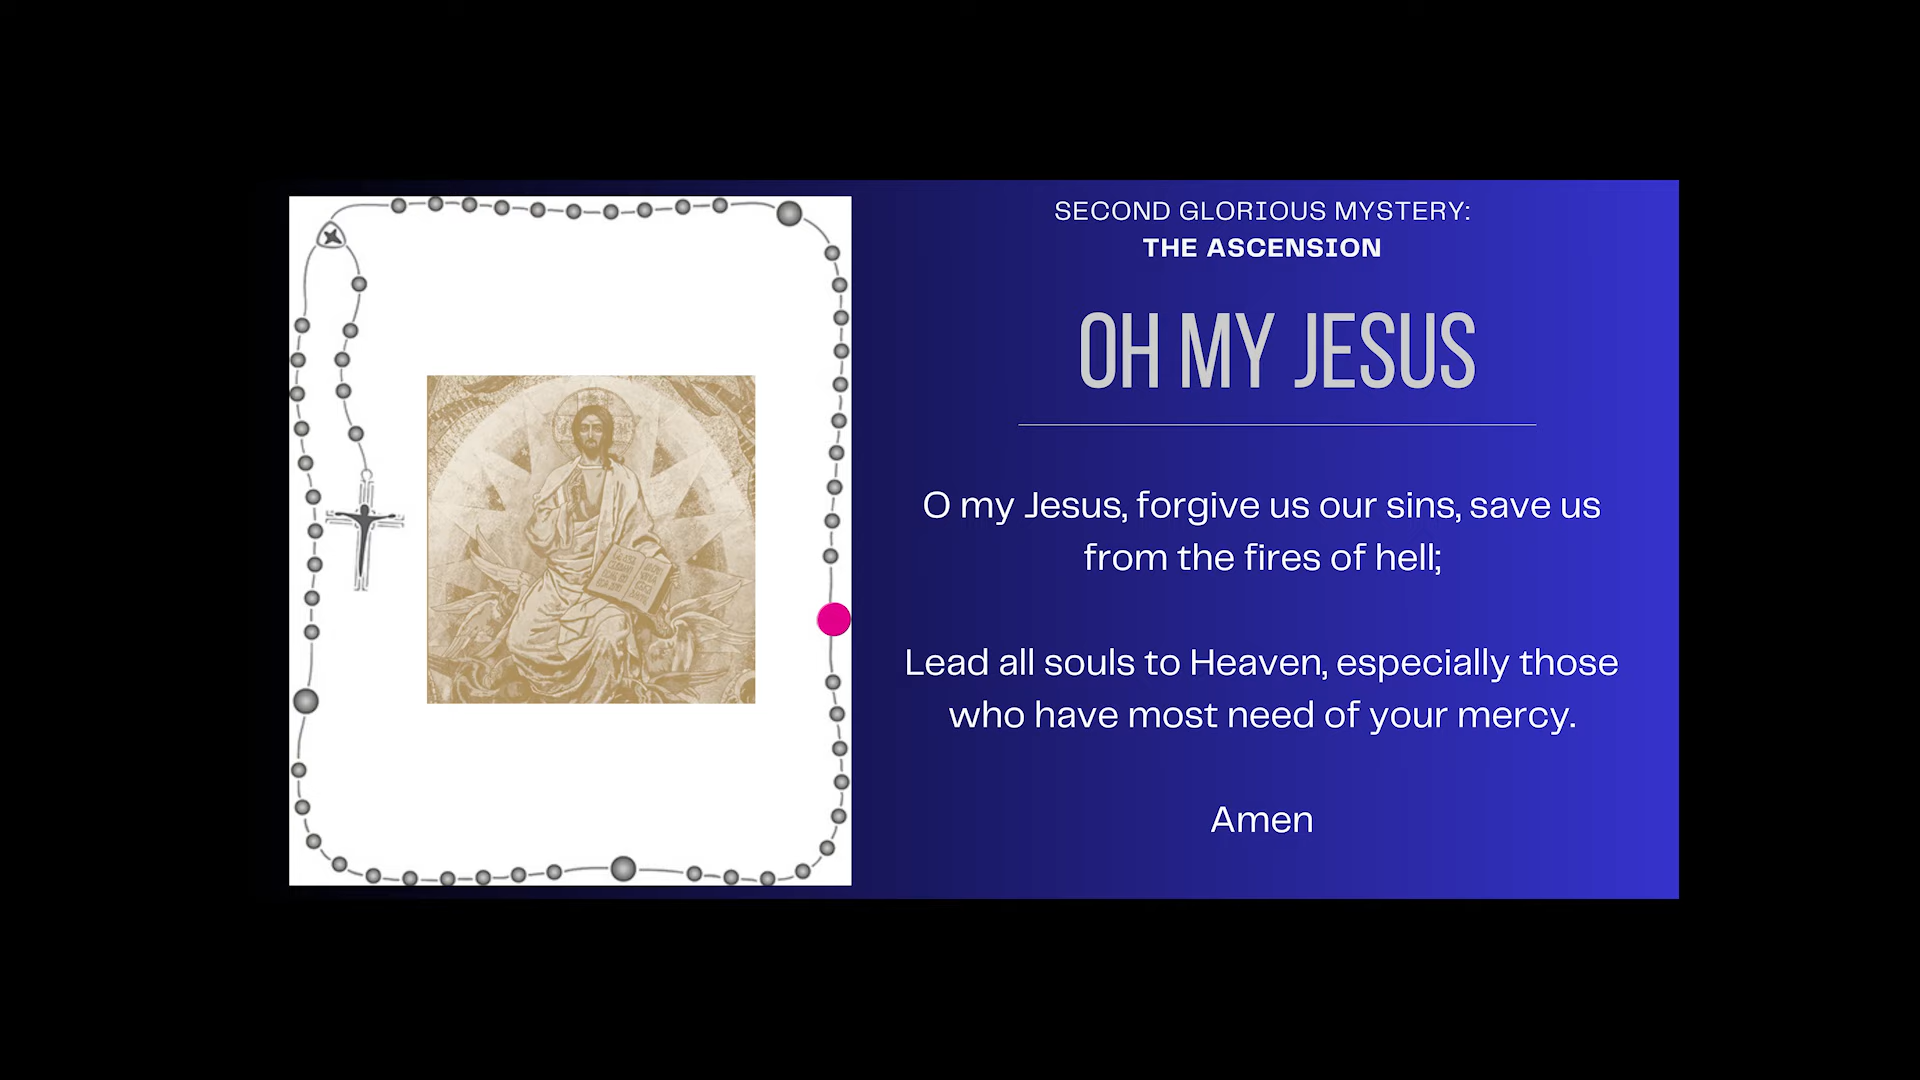 SECOND GLORIOUS MYSTERY:
THE ASCENSION
OH MY JESUS
O my Jesus, forgive us our sins, save us
from the fires of hell;
Lead all souls to Heaven, especially those
who have most need of your mercy.
Amen